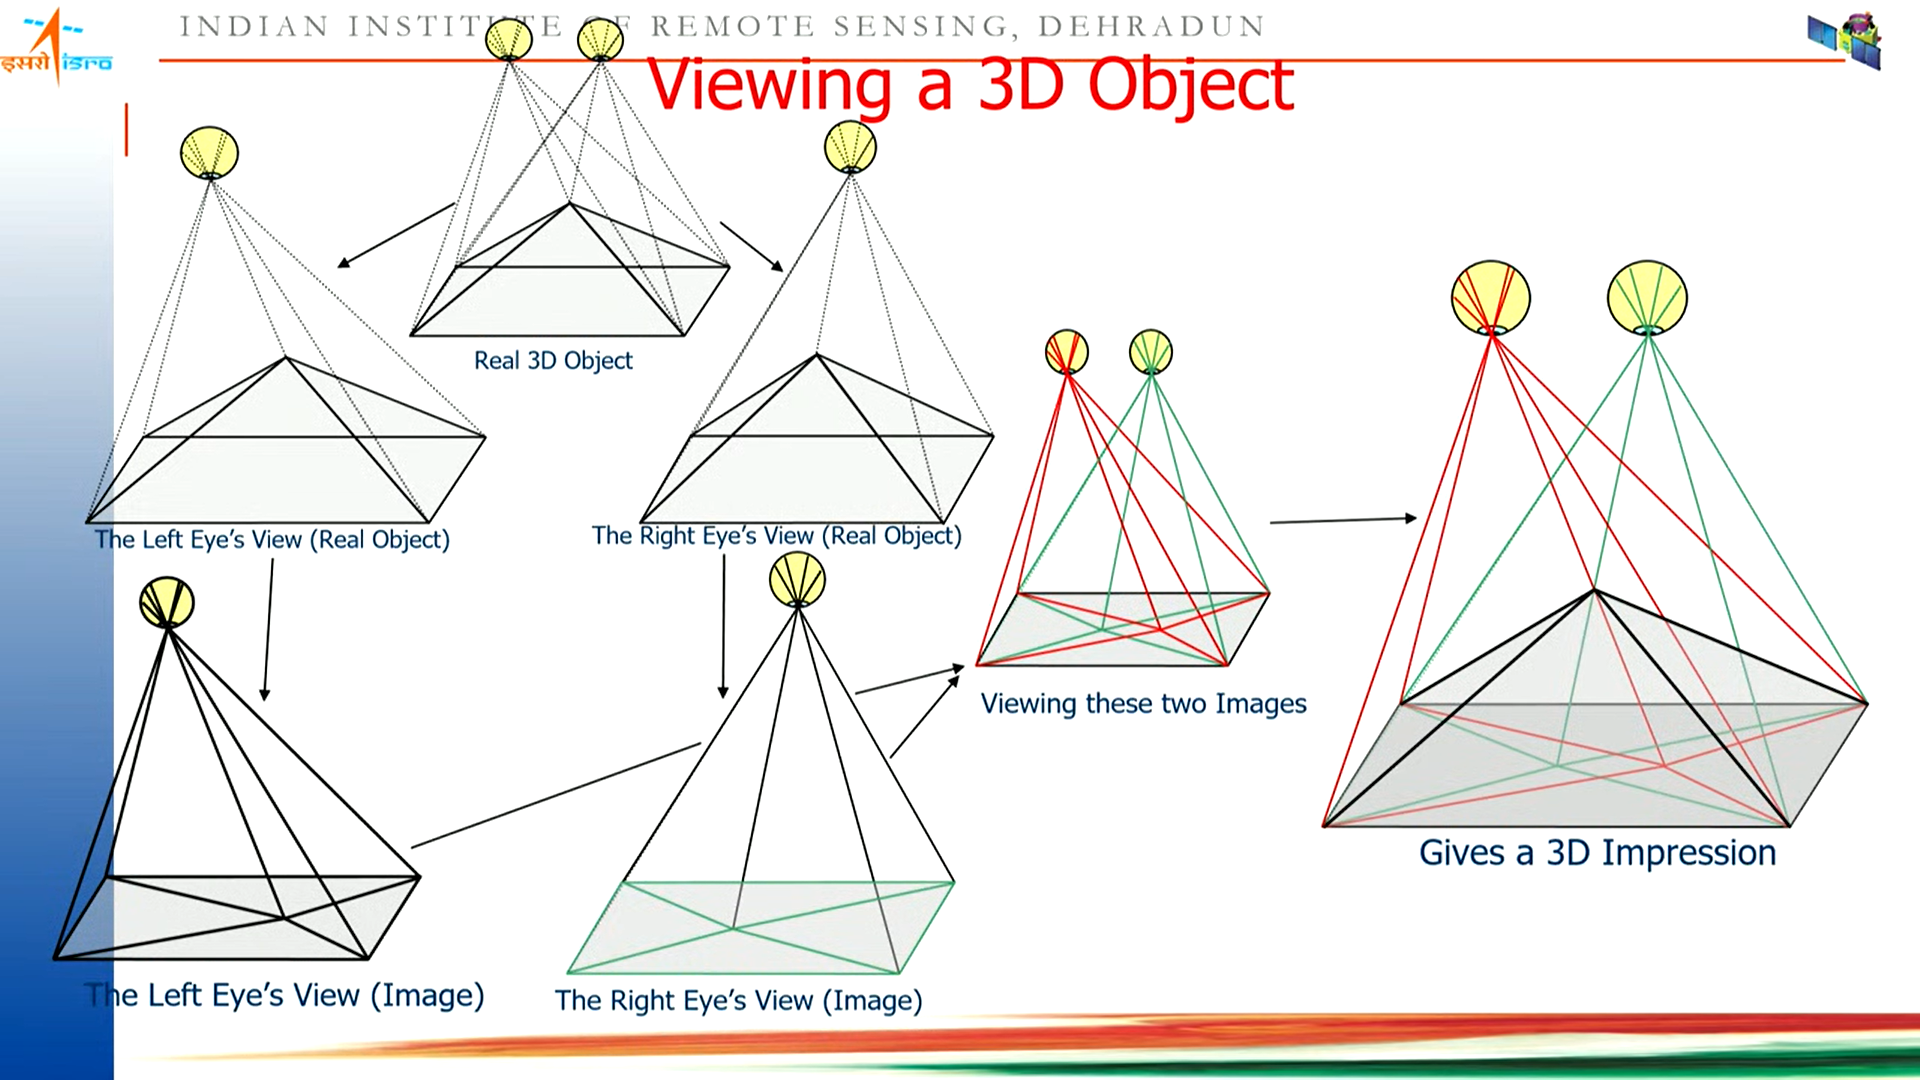 INDIAN INSTITUTE OF REMOTE SENSING, DEHRADUN
इसरो isro
Viewing a 3D Object
Real 3D Object
The Left Eye's View (Real Object)
The Right Eye's View (Real Object)
Viewing these two Images
Gives a 3D Impression
The Left Eye's View (Image)
The Right Eye's View (Image)